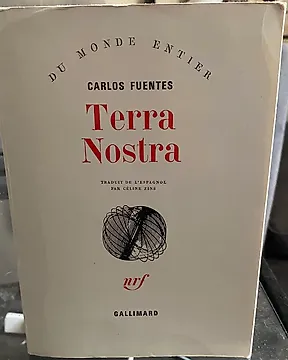 DU MONDE ENTIER
CARLOS FUENTES
Terra
Nostra
TRADUIT DE L'ESPAGNOL
PAR CÉLINE ZINS
nrf
GALLIMARD